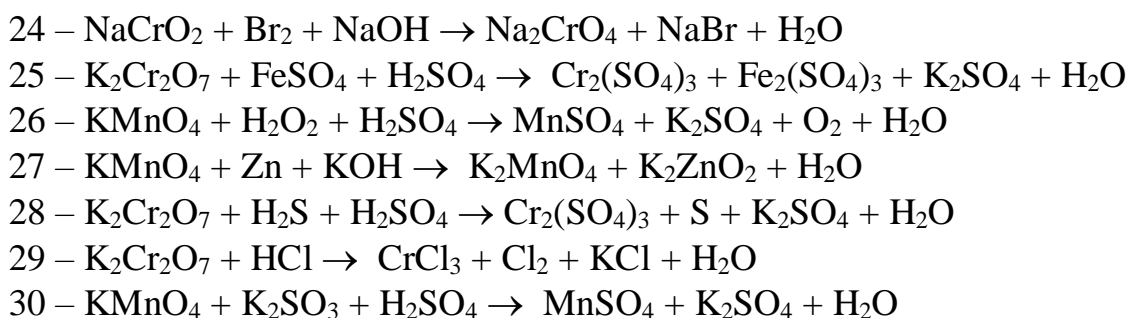 24 – NaCrO₂ + Br₂ + NaOH → Na₂CrO₄ + NaBr + H₂O
25 – K₂Cr₂O₇ + FeSO₄ + H₂SO₄ → Cr₂(SO₄)₃ + Fe₂(SO₄)₃ + K₂SO₄ + H₂O
26 – KMnO₄ + H₂O₂ + H₂SO₄ → MnSO₄ + K₂SO₄ + O₂ + H₂O
27 – KMnO₄ + Zn + KOH → K₂MnO₄ + K₂ZnO₂ + H₂O
28 – K₂Cr₂O₇ + H₂S + H₂SO₄ → Cr₂(SO₄)₃ + S + K₂SO₄ + H₂O
29 – K₂Cr₂O₇ + HCl → CrCl₃ + Cl₂ + KCl + H₂O
30 – KMnO₄ + K₂SO₃ + H₂SO₄ → MnSO₄ + K₂SO₄ + H₂O